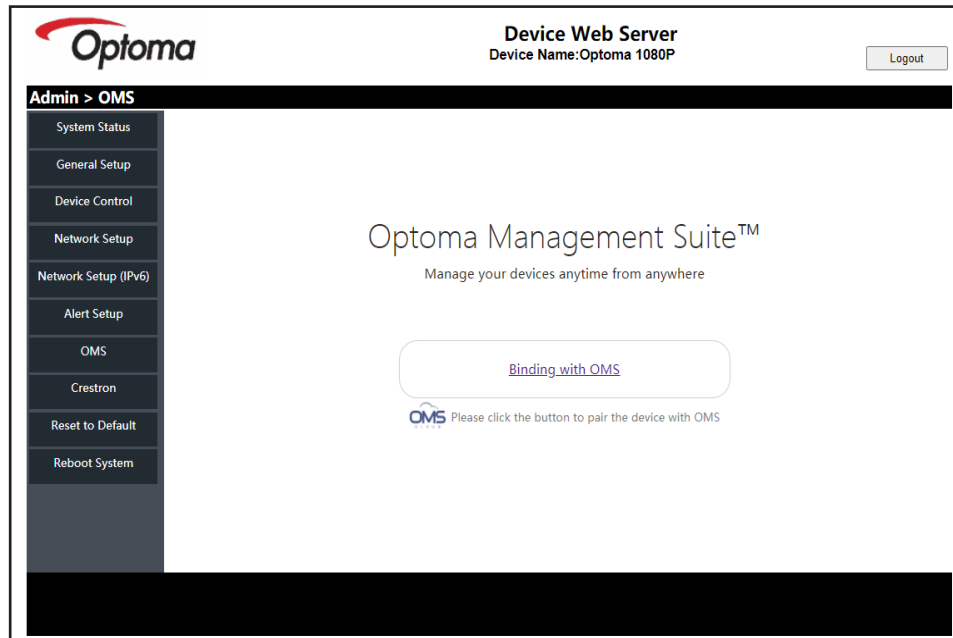 Optoma
Device Web Server
Device Name:Optoma 1080P
Logout
Admin > OMS
System Status
General Setup
Device Control
Network Setup
Network Setup (IPv6)
Alert Setup
OMS
Crestron
Reset to Default
Reboot System
Optoma Management Suite™
Manage your devices anytime from anywhere
Binding with OMS
OMS CLOUD Please click the button to pair the device with OMS